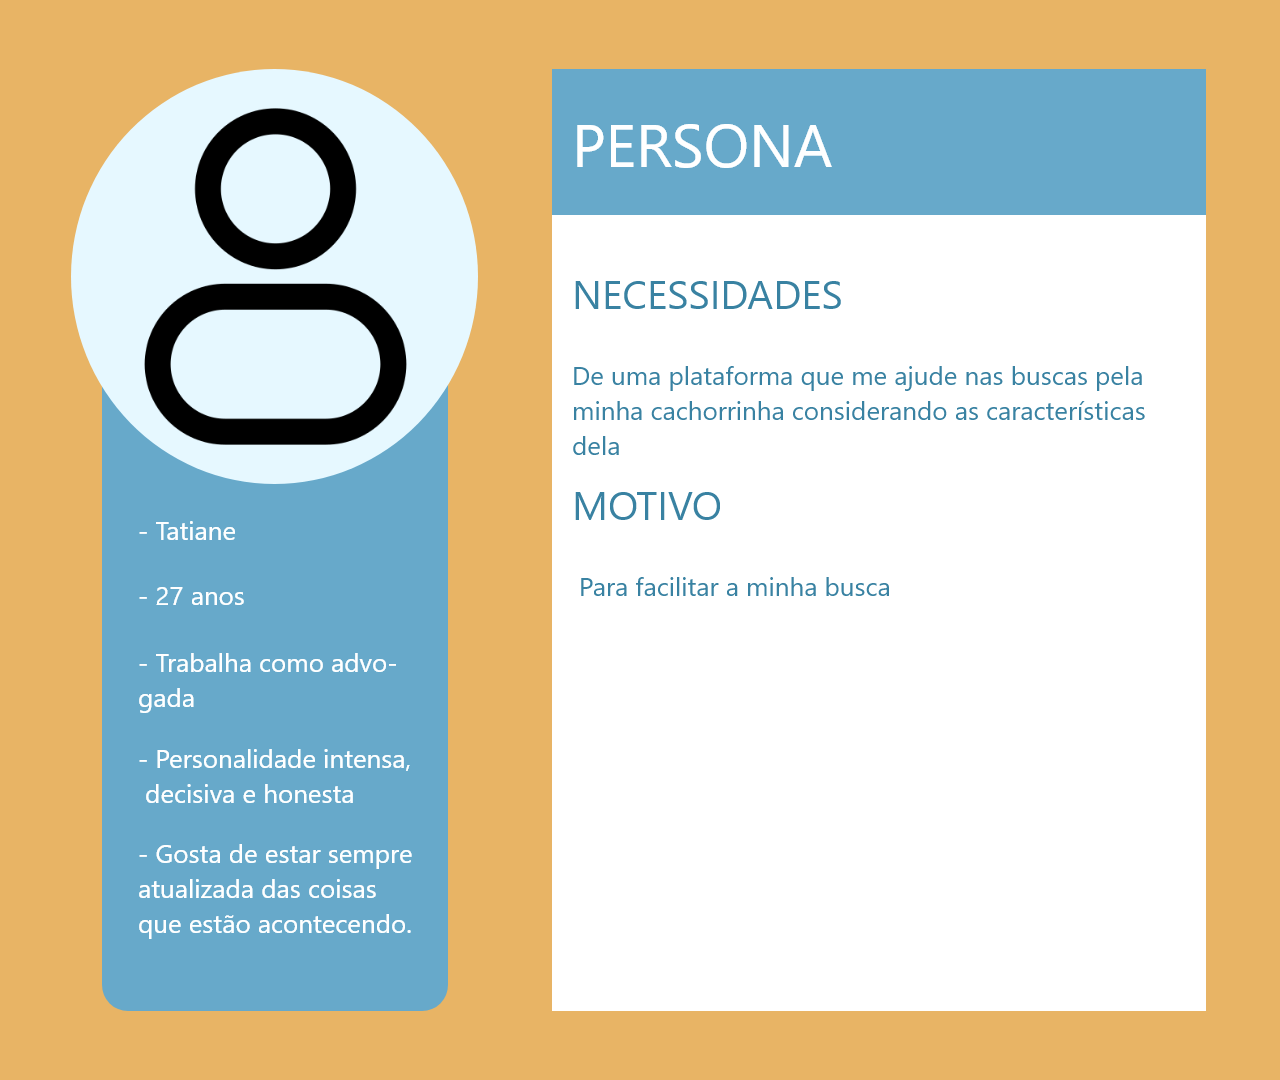 - Tatiane
- 27 anos
- Trabalha como advo-
gada
- Personalidade intensa,
decisiva e honesta
- Gosta de estar sempre
atualizada das coisas
que estão acontecendo.
PERSONA
NECESSIDADES
De uma plataforma que me ajude nas buscas pela
minha cachorrinha considerando as características
dela
MOTIVO
Para facilitar a minha busca